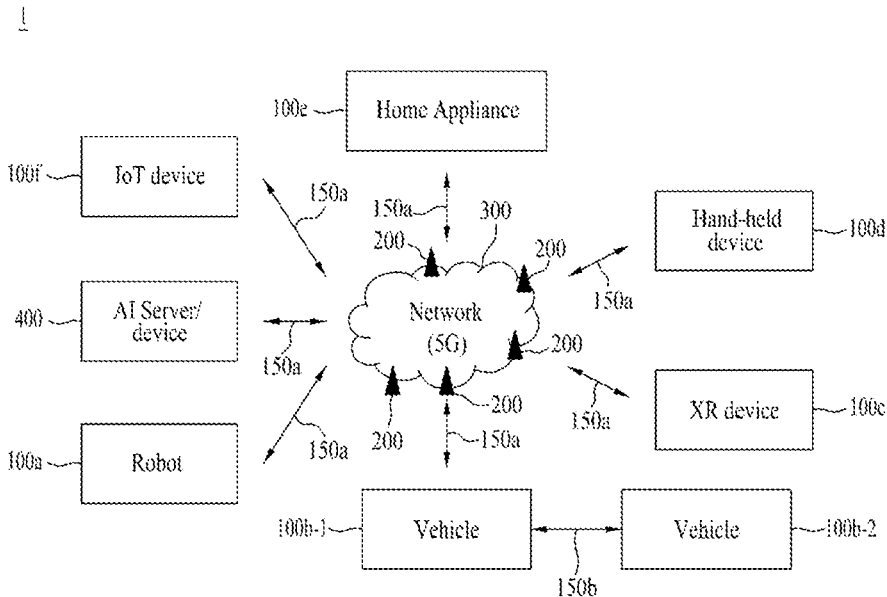 1
100e
Home Appliance
100f
IoT device
150a
150a
300
200
200
Hand-held
device
100d
150a
400
AI Server/
device
150a
Network
(5G)
200
200
200
150a
XR device
100c
100a
Robot
150a
150a
100b-1
Vehicle
Vehicle
100b-2
150b